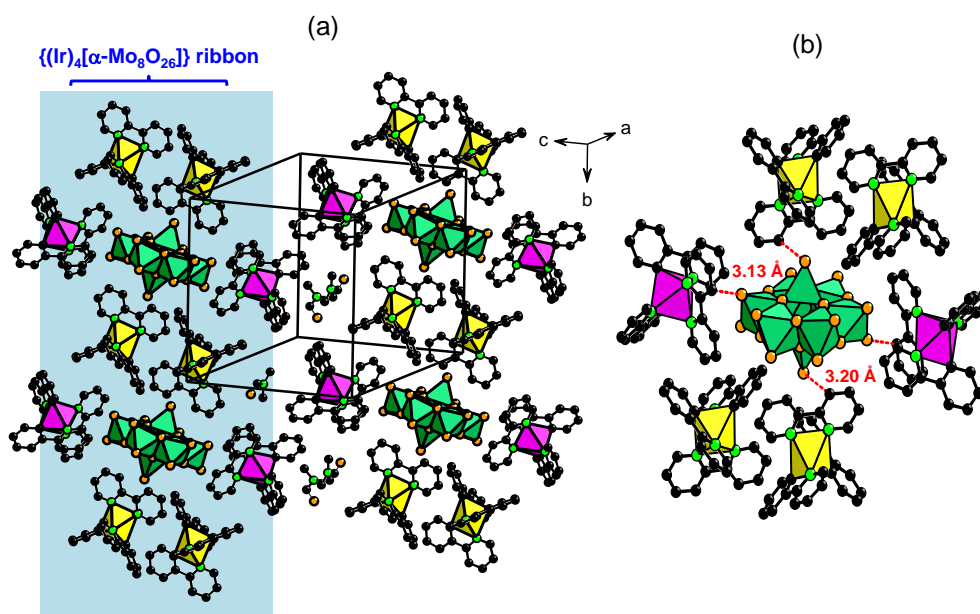 (a)
(b)
{(Ir)₄[α-Mo₈O₂₆]} ribbon
c
a
b
3.13 Å
3.20 Å